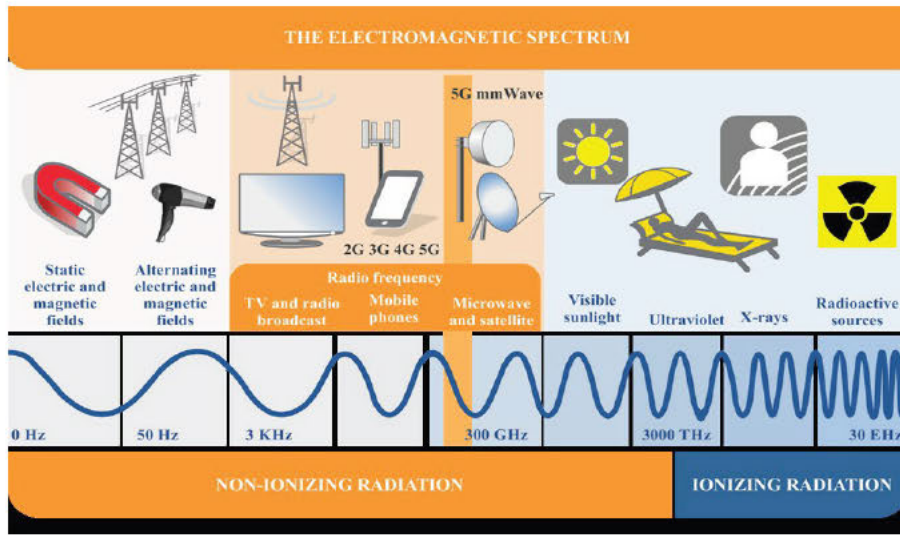 THE ELECTROMAGNETIC SPECTRUM
5G mmWave
2G 3G 4G 5G
Static
electric and
magnetic
fields
Alternating
electric and
magnetic
fields
Radio frequency
TV and radio
broadcast
Mobile
phones
Microwave
and satellite
Visible
sunlight
Ultraviolet
X-rays
Radioactive
sources
0 Hz
50 Hz
3 KHz
300 GHz
3000 THz
30 EHz
NON-IONIZING RADIATION
IONIZING RADIATION